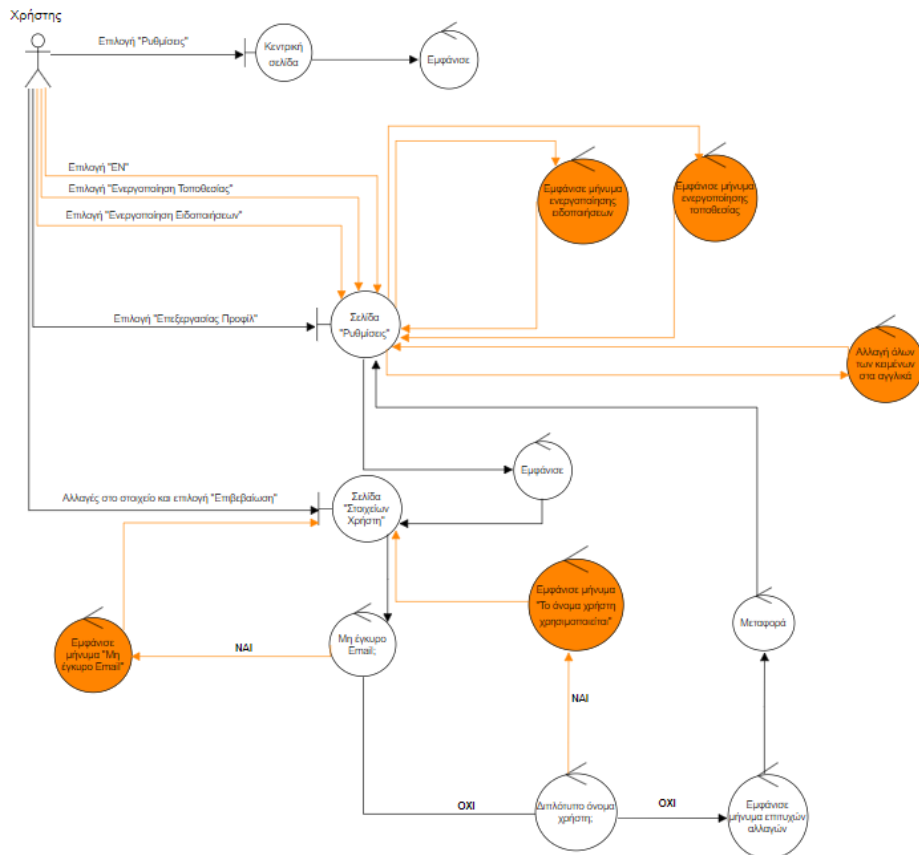 Χρήστης
Επιλογή "Ρυθμίσεις"
Κεντρική
σελίδα
Εμφάνισε
Επιλογή "EN"
Επιλογή "Ενεργοποίηση Τοποθεσίας"
Επιλογή "Ενεργοποίηση Ειδοποιήσεων"
Εμφάνισε μήνυμα
ενεργοποίησης
ειδοποιήσεων
Εμφάνισε μήνυμα
ενεργοποίησης
τοποθεσίας
Επιλογή "Επεξεργασίας Προφίλ"
Σελίδα
"Ρυθμίσεις"
Αλλαγή όλων
των κειμένων
στα αγγλικά
Εμφάνισε
Αλλαγές στο στοιχείο και επιλογή "Επιβεβαίωση"
Σελίδα
"Στοιχείων
Χρήστη"
Εμφάνισε μήνυμα
"Το όνομα χρήστη
χρησιμοποιείται"
Μεταφορά
Μη έγκυρο
Email;
ΝΑΙ
Εμφάνισε
μήνυμα "Μη
έγκυρο Email"
ΝΑΙ
ΟΧΙ
Διπλότυπο όνομα
χρήστη;
ΟΧΙ
Εμφάνισε
μήνυμα επιτυχών
αλλαγών